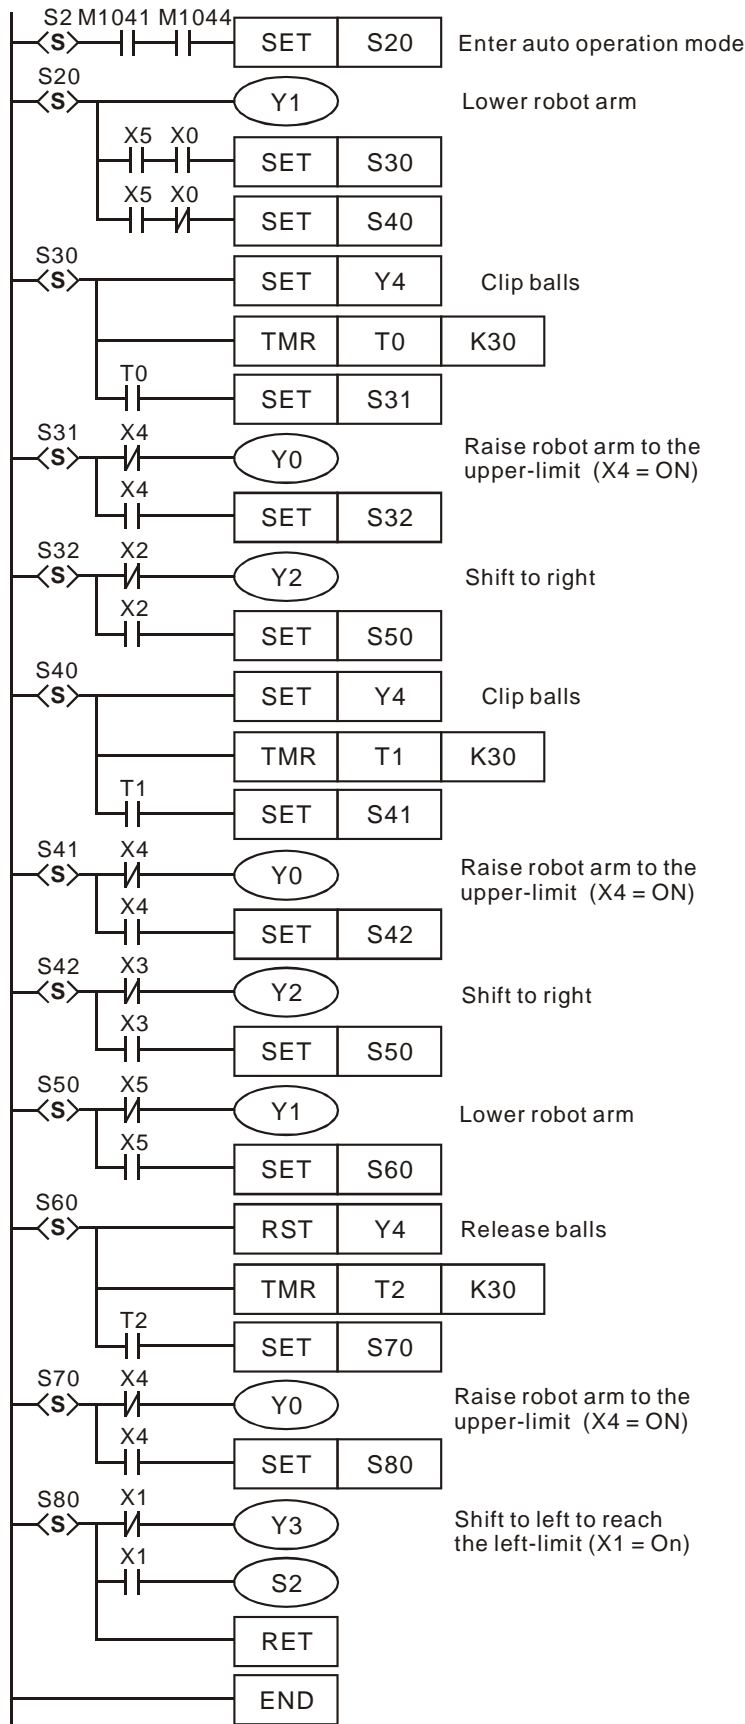 S2 M1041 M1044
S SET S20 Enter auto operation mode
S20
S Y1 Lower robot arm
X5 X0
SET S30
X5 X0
SET S40
S30
S SET Y4 Clip balls
TMR T0 K30
T0
SET S31
S31 X4
S Y0 Raise robot arm to the
upper-limit (X4 = ON)
X4
SET S32
S32 X2
S Y2 Shift to right
X2
SET S50
S40
S SET Y4 Clip balls
TMR T1 K30
T1
SET S41
S41 X4
S Y0 Raise robot arm to the
upper-limit (X4 = ON)
X4
SET S42
S42 X3
S Y2 Shift to right
X3
SET S50
S50 X5
S Y1 Lower robot arm
X5
SET S60
S60
S RST Y4 Release balls
TMR T2 K30
T2
SET S70
S70 X4
S Y0 Raise robot arm to the
upper-limit (X4 = ON)
X4
SET S80
S80 X1
S Y3 Shift to left to reach
the left-limit (X1 = On)
X1
S2
RET
END